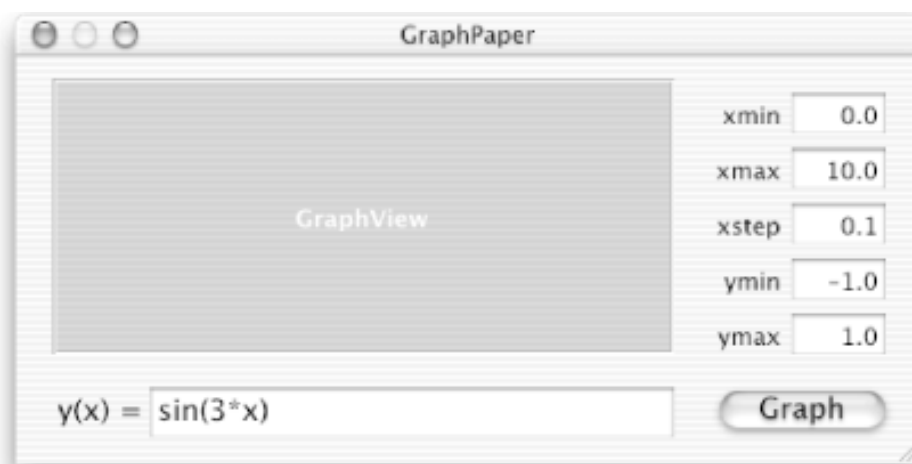 GraphPaper
GraphView
xmin 0.0
xmax 10.0
xstep 0.1
ymin -1.0
ymax 1.0
y(x) = sin(3*x)
Graph